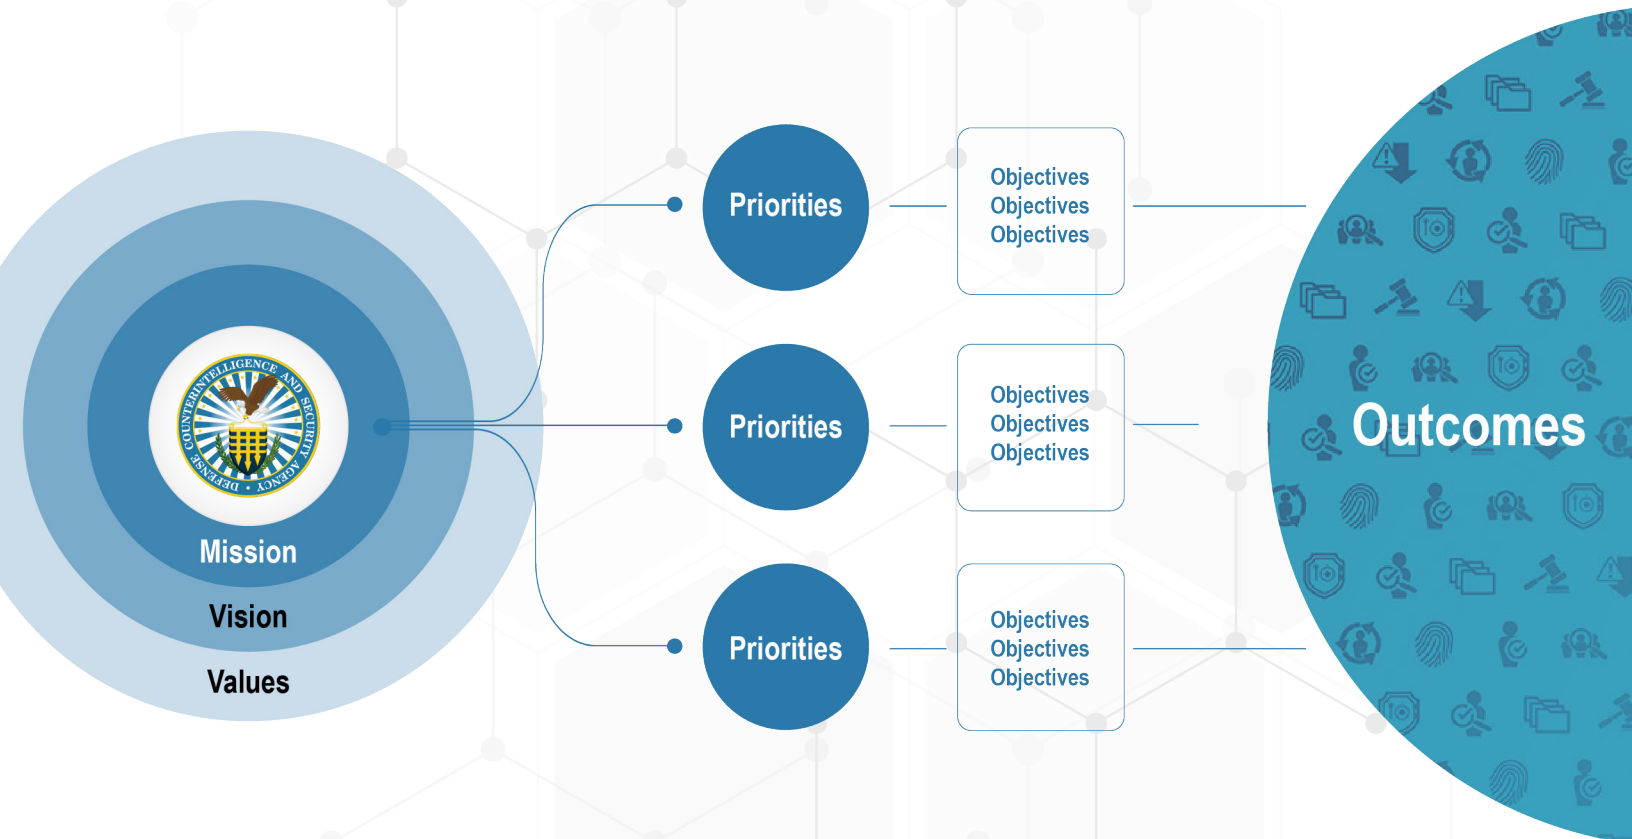 DEFENSE COUNTERINTELLIGENCE AND SECURITY AGENCY
Mission
Vision
Values
Priorities
Objectives
Objectives
Objectives
Priorities
Objectives
Objectives
Objectives
Priorities
Objectives
Objectives
Objectives
Outcomes